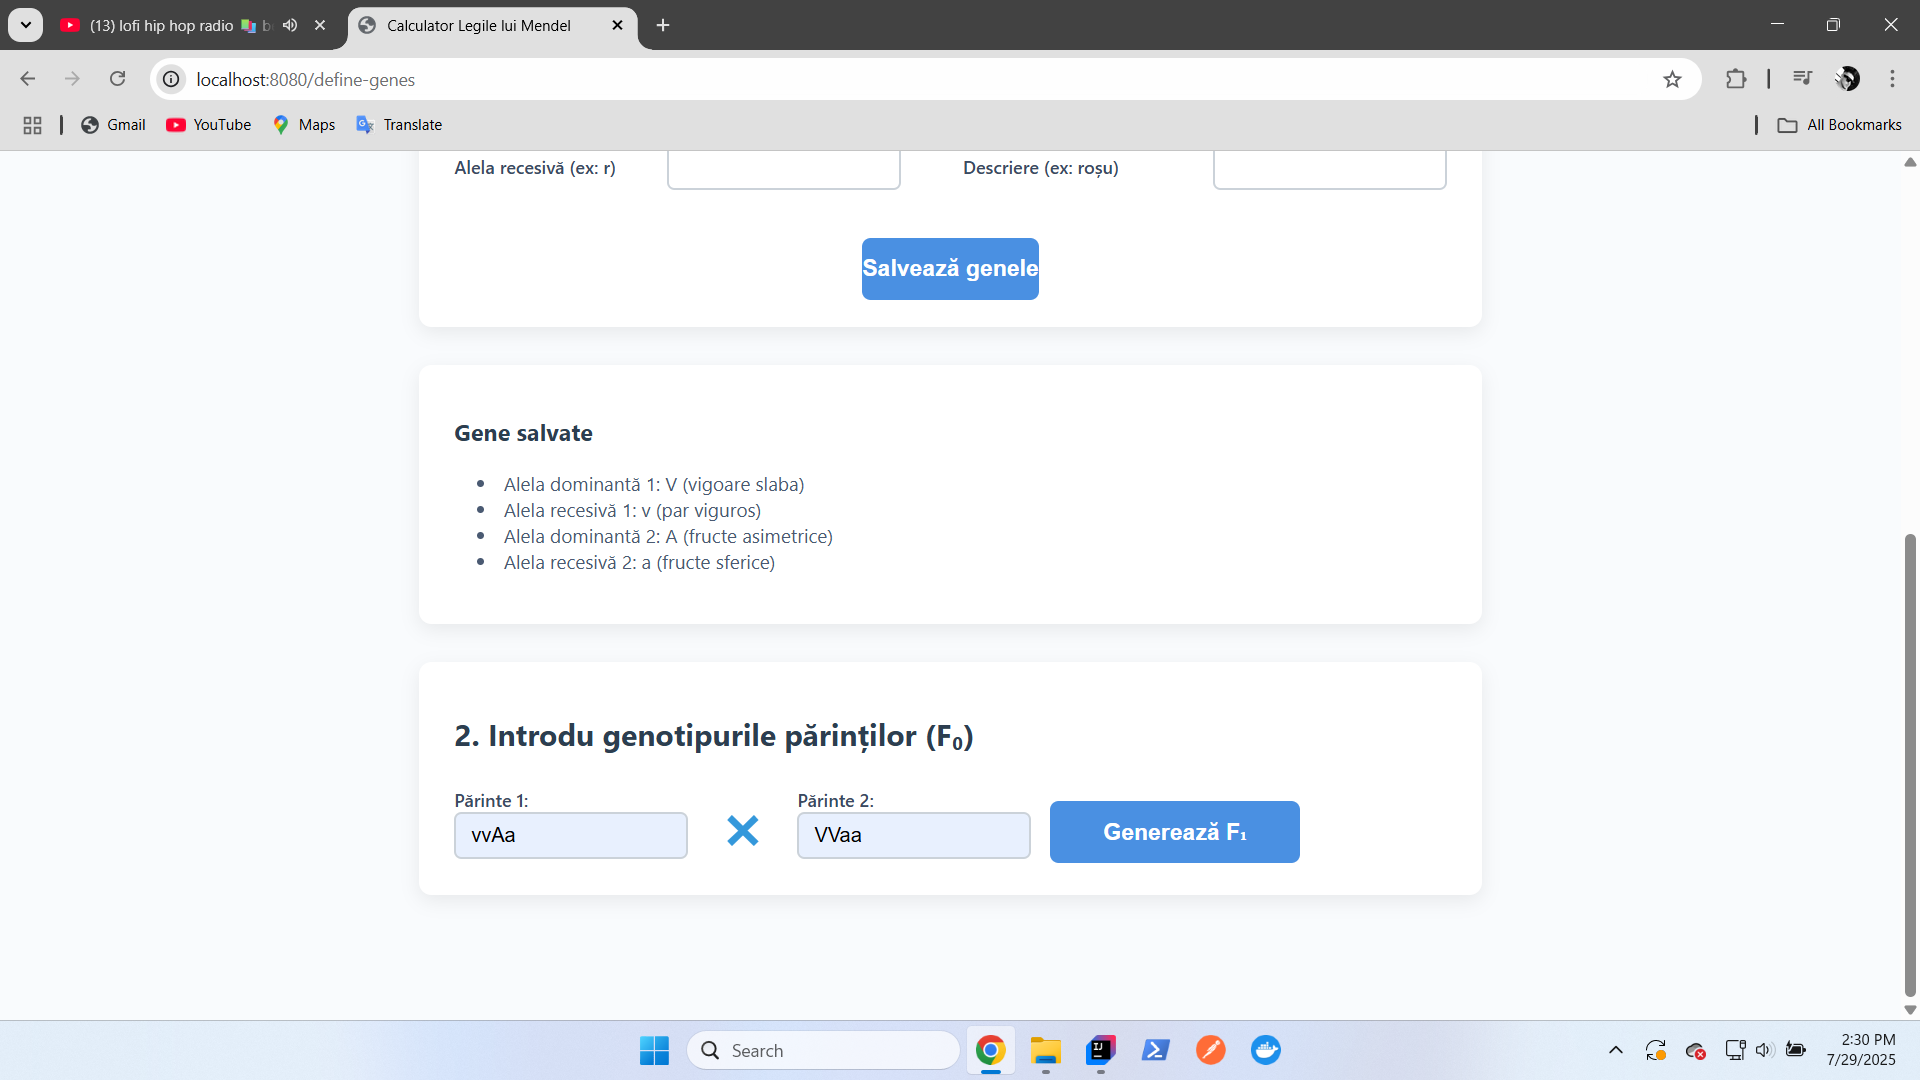 (13) lofi hip hop radio 📚 b
Calculator Legile lui Mendel
localhost:8080/define-genes
Gmail
YouTube
Maps
Translate
All Bookmarks
Alela recesivă (ex: r)
Descriere (ex: roșu)
Salvează genele
Gene salvate
• Alela dominantă 1: V (vigoare slaba)
• Alela recesivă 1: v (par viguros)
• Alela dominantă 2: A (fructe asimetrice)
• Alela recesivă 2: a (fructe sferice)
2. Introdu genotipurile părinților (F₀)
Părinte 1:
Părinte 2:
vvAa
VVaa
Generează F₁
Search
2:30 PM
7/29/2025